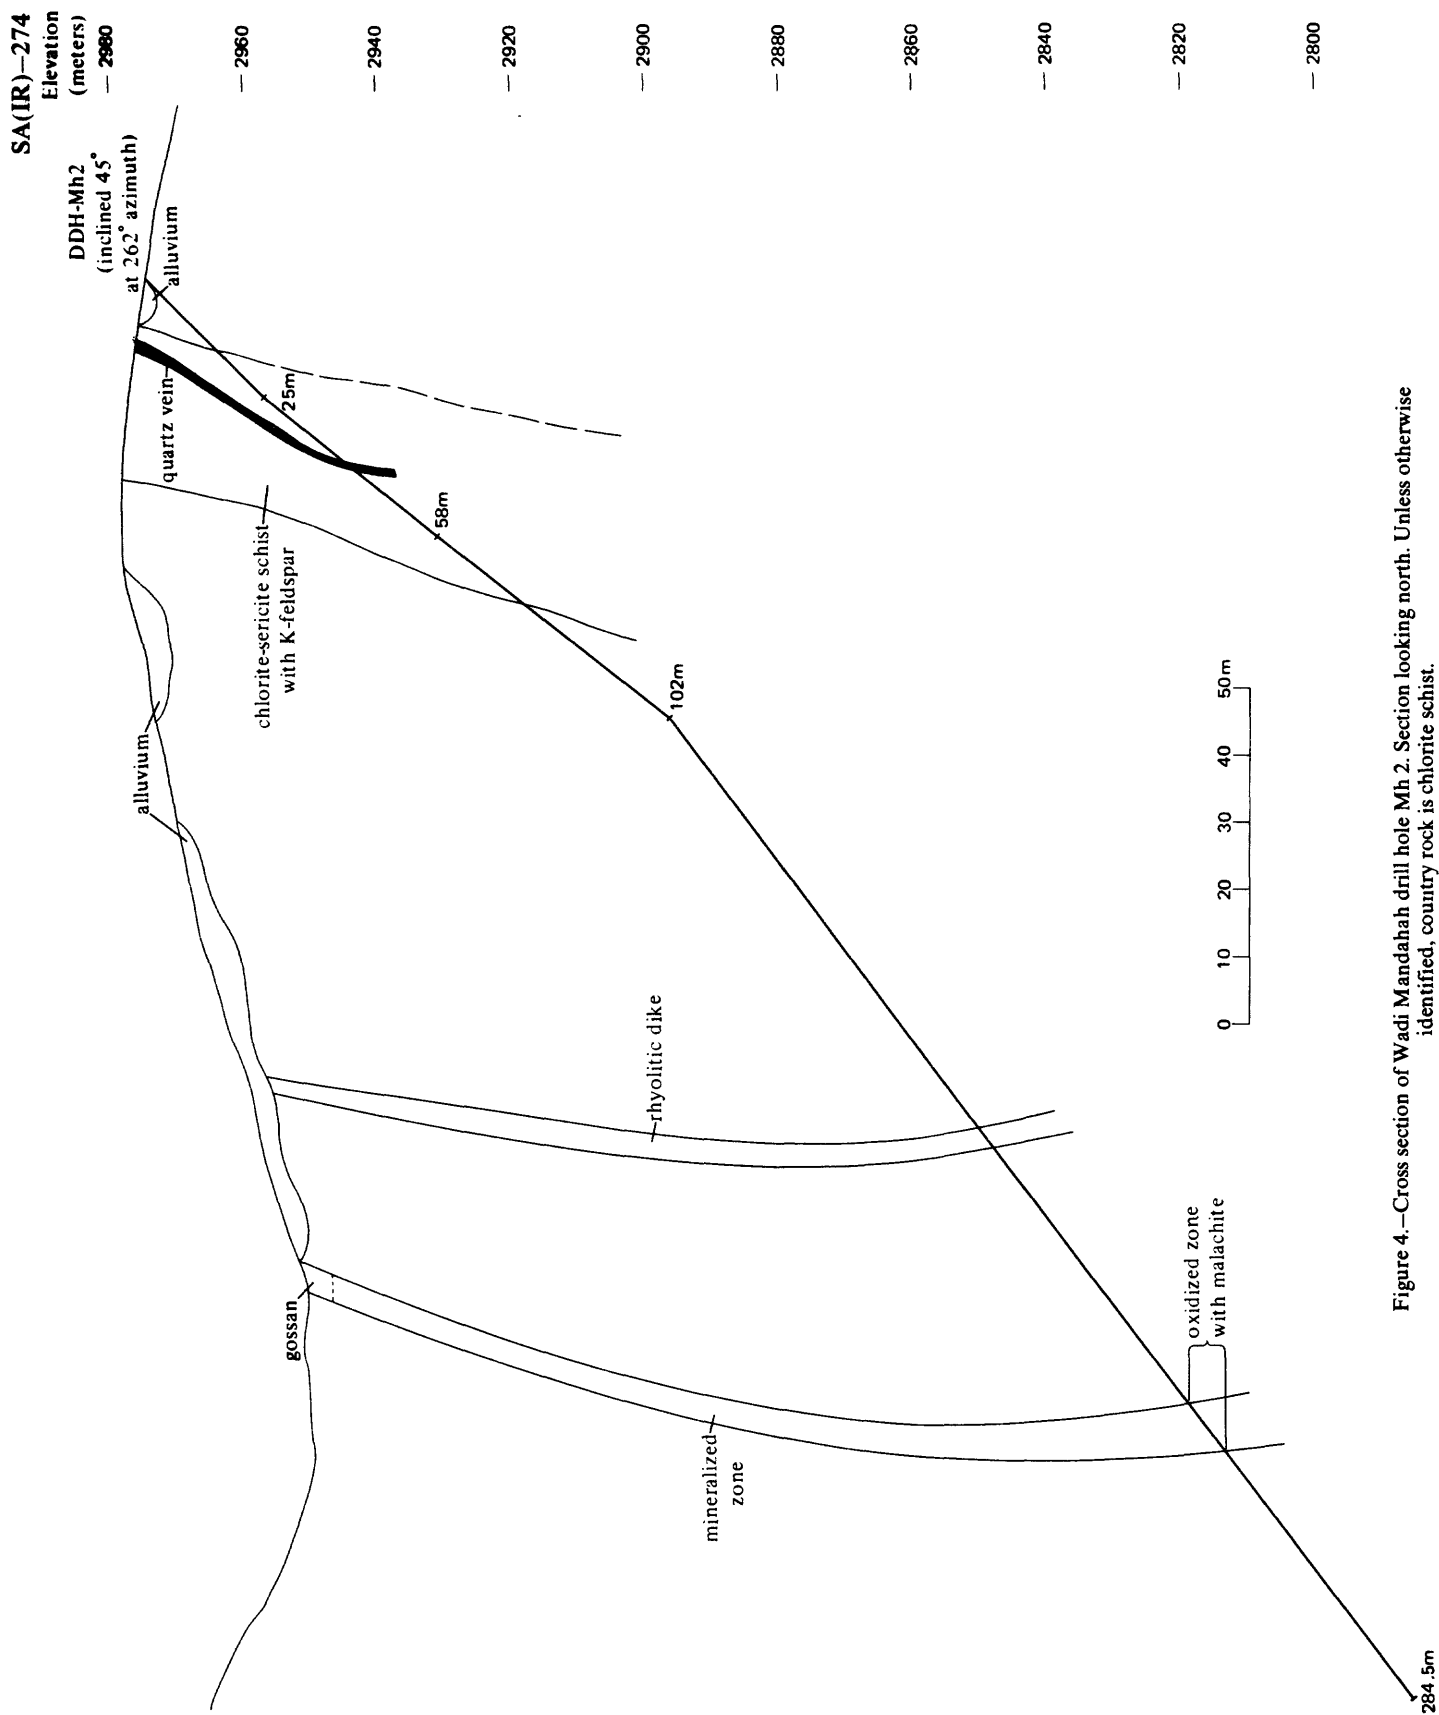 SA(IR)–274
Elevation
(meters)
— 2980
— 2960
— 2940
— 2920
— 2900
— 2880
— 2860
— 2840
— 2820
— 2800
DDH-Mh2
(inclined 45°
at 262° azimuth)
alluvium
quartz vein
25m
58m
chlorite-sericite schist
with K-feldspar
102m
alluvium
rhyolitic dike
gossan
mineralized
zone
oxidized zone
with malachite
284.5m
0 10 20 30 40 50m
Figure 4.—Cross section of Wadi Mandahah drill hole Mh 2. Section looking north. Unless otherwise
identified, country rock is chlorite schist.